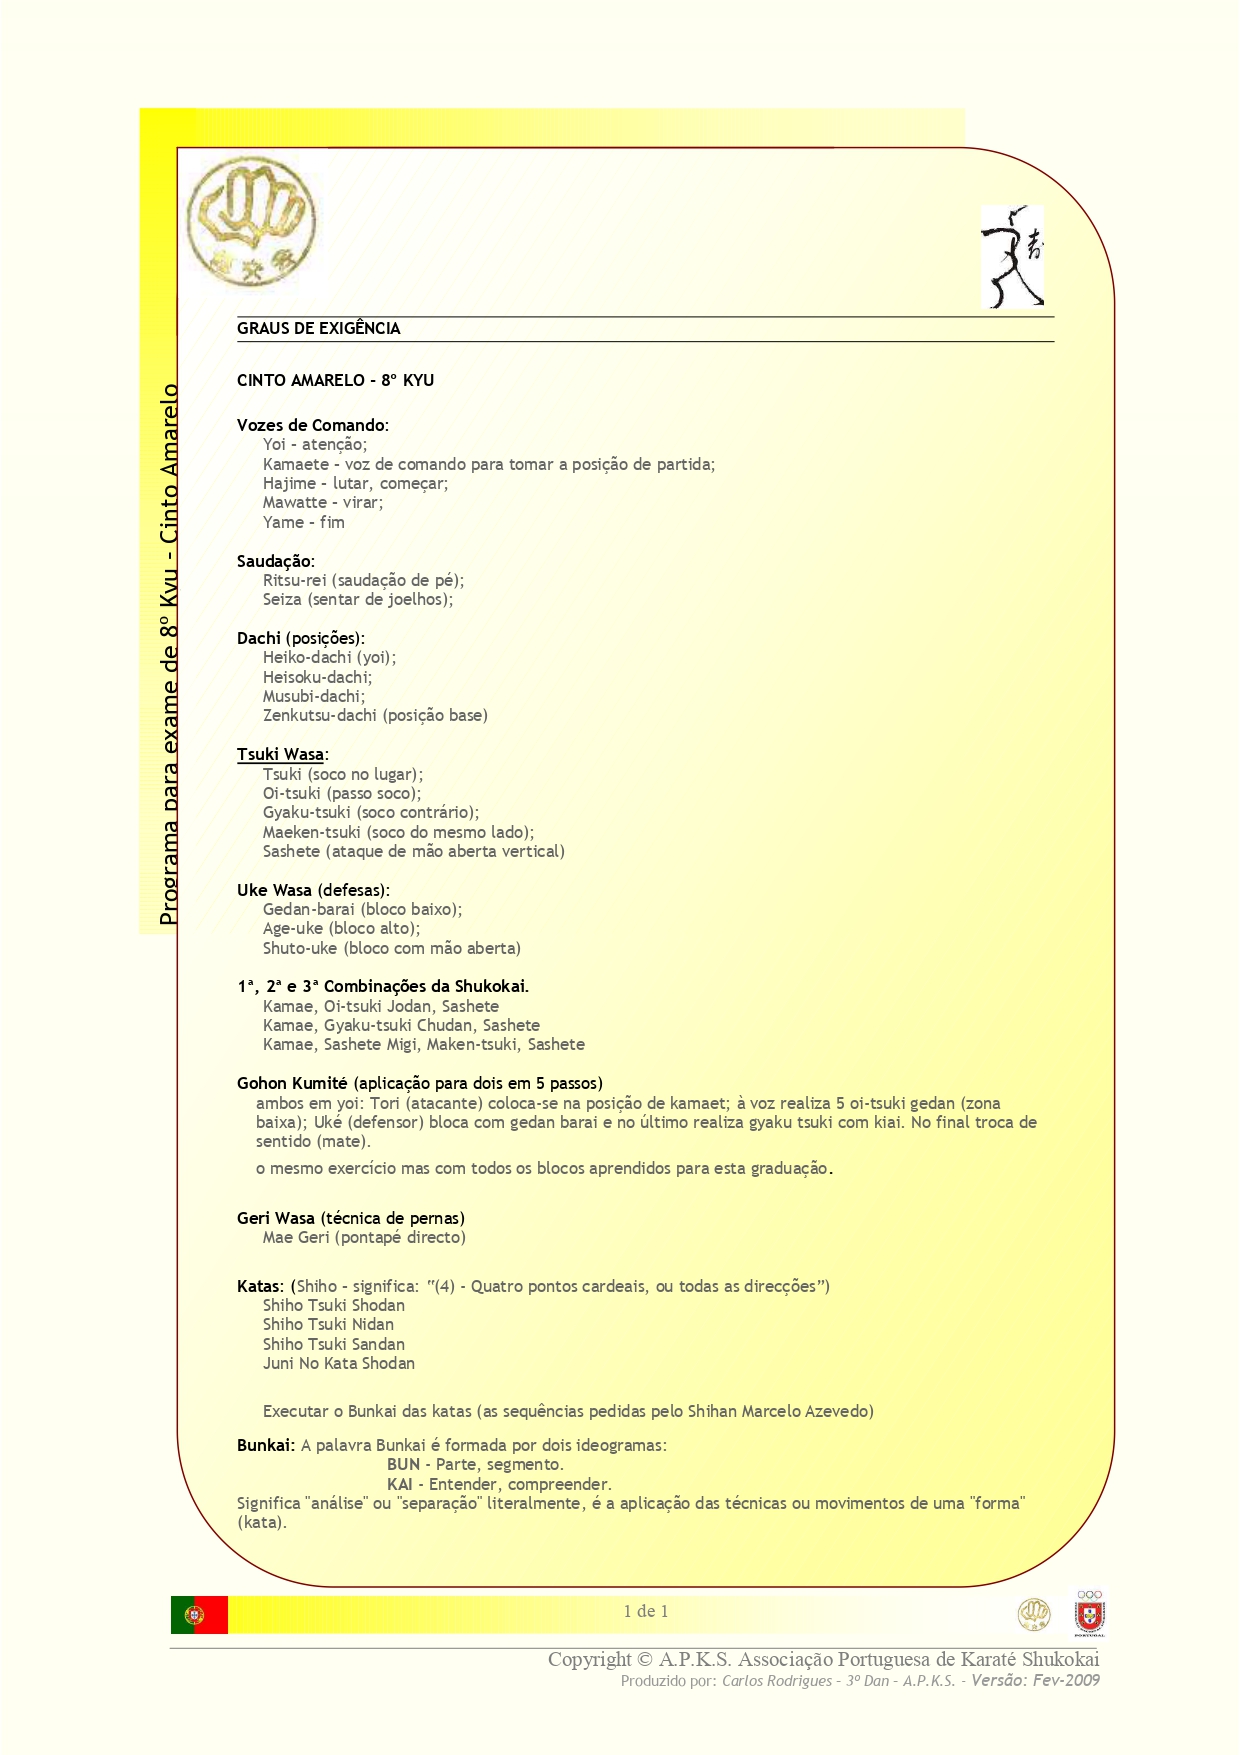 GRAUS DE EXIGÊNCIA
CINTO AMARELO - 8º KYU
Vozes de Comando:
Yoi – atenção;
Kamaete – voz de comando para tomar a posição de partida;
Hajime – lutar, começar;
Mawatte – virar;
Yame – fim
Saudação:
Ritsu-rei (saudação de pé);
Seiza (sentar de joelhos);
Dachi (posições):
Heiko-dachi (yoi);
Heisoku-dachi;
Musubi-dachi;
Zenkutsu-dachi (posição base)
Tsuki Wasa:
Tsuki (soco no lugar);
Oi-tsuki (passo soco);
Gyaku-tsuki (soco contrário);
Maeken-tsuki (soco do mesmo lado);
Sashete (ataque de mão aberta vertical)
Uke Wasa (defesas):
Gedan-barai (bloco baixo);
Age-uke (bloco alto);
Shuto-uke (bloco com mão aberta)
1ª, 2ª e 3ª Combinações da Shukokai.
Kamae, Oi-tsuki Jodan, Sashete
Kamae, Gyaku-tsuki Chudan, Sashete
Kamae, Sashete Migi, Maken-tsuki, Sashete
Gohon Kumité (aplicação para dois em 5 passos)
ambos em yoi: Tori (atacante) coloca-se na posição de kamaet; à voz realiza 5 oi-tsuki gedan (zona
baixa); Uké (defensor) bloca com gedan barai e no último realiza gyaku tsuki com kiai. No final troca de
sentido (mate).
o mesmo exercício mas com todos os blocos aprendidos para esta graduação.
Geri Wasa (técnica de pernas)
Mae Geri (pontapé directo)
Katas: (Shiho – significa: "(4) - Quatro pontos cardeais, ou todas as direcções”)
Shiho Tsuki Shodan
Shiho Tsuki Nidan
Shiho Tsuki Sandan
Juni No Kata Shodan
Executar o Bunkai das katas (as sequências pedidas pelo Shihan Marcelo Azevedo)
Bunkai: A palavra Bunkai é formada por dois ideogramas:
BUN - Parte, segmento.
KAI - Entender, compreender.
Significa "análise" ou "separação" literalmente, é a aplicação das técnicas ou movimentos de uma "forma"
(kata).
Programa para exame de 8º Kyu - Cinto Amarelo
1 de 1
PORTUGAL
Copyright © A.P.K.S. Associação Portuguesa de Karaté Shukokai
Produzido por: Carlos Rodrigues – 3º Dan – A.P.K.S. - Versão: Fev-2009